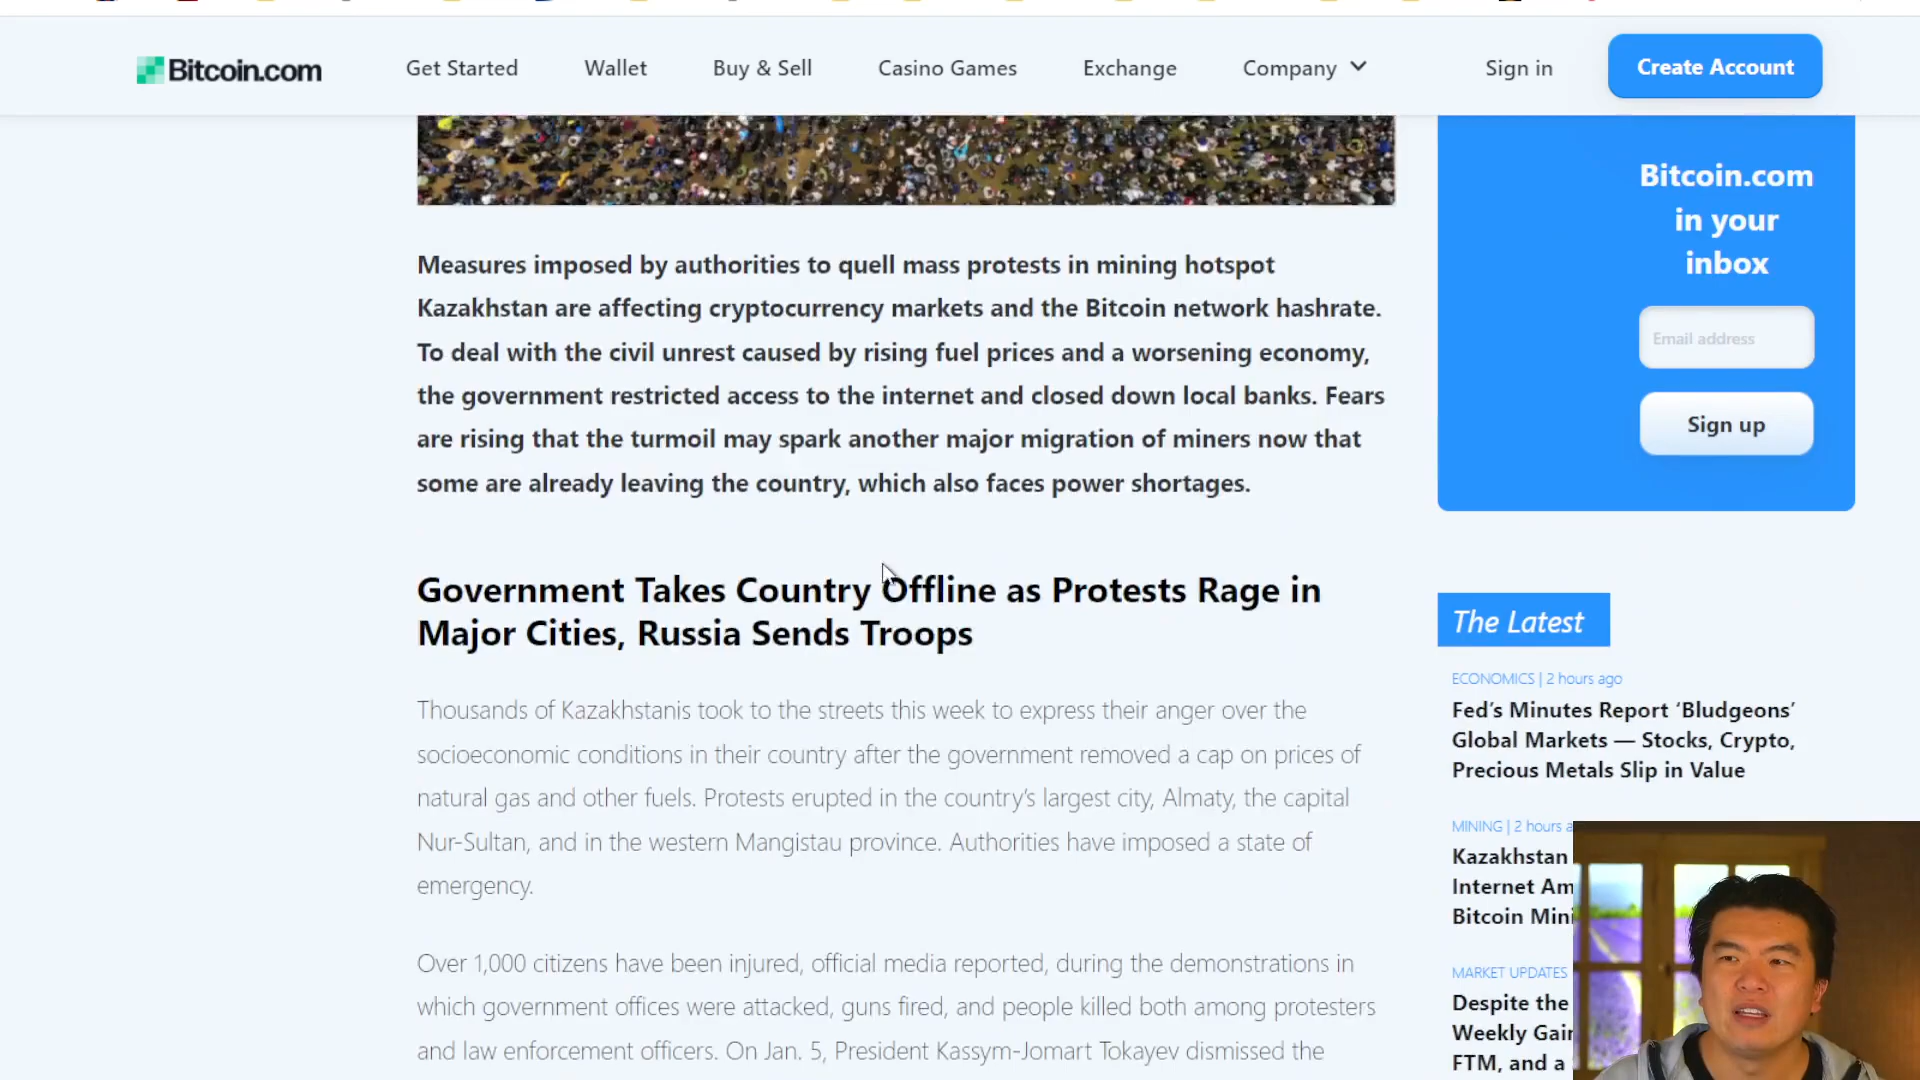 Bitcoin.com
Get Started
Wallet
Buy & Sell
Casino Games
Exchange
Company
Sign in
Create Account
Measures imposed by authorities to quell mass protests in mining hotspot
Kazakhstan are affecting cryptocurrency markets and the Bitcoin network hashrate.
To deal with the civil unrest caused by rising fuel prices and a worsening economy,
the government restricted access to the internet and closed down local banks. Fears
are rising that the turmoil may spark another major migration of miners now that
some are already leaving the country, which also faces power shortages.
Government Takes Country Offline as Protests Rage in
Major Cities, Russia Sends Troops
Thousands of Kazakhstanis took to the streets this week to express their anger over the
socioeconomic conditions in their country after the government removed a cap on prices of
natural gas and other fuels. Protests erupted in the country's largest city, Almaty, the capital
Nur-Sultan, and in the western Mangistau province. Authorities have imposed a state of
emergency.
Over 1,000 citizens have been injured, official media reported, during the demonstrations in
which government offices were attacked, guns fired, and people killed both among protesters
and law enforcement officers. On Jan. 5, President Kassym-Jomart Tokayev dismissed the
Bitcoin.com
in your
inbox
Email address
Sign up
The Latest
ECONOMICS | 2 hours ago
Fed's Minutes Report ‘Bludgeons’
Global Markets — Stocks, Crypto,
Precious Metals Slip in Value
MINING | 2 hours a
Kazakhstan
Internet Am
Bitcoin Mini
MARKET UPDATES
Despite the
Weekly Gain
FTM, and a